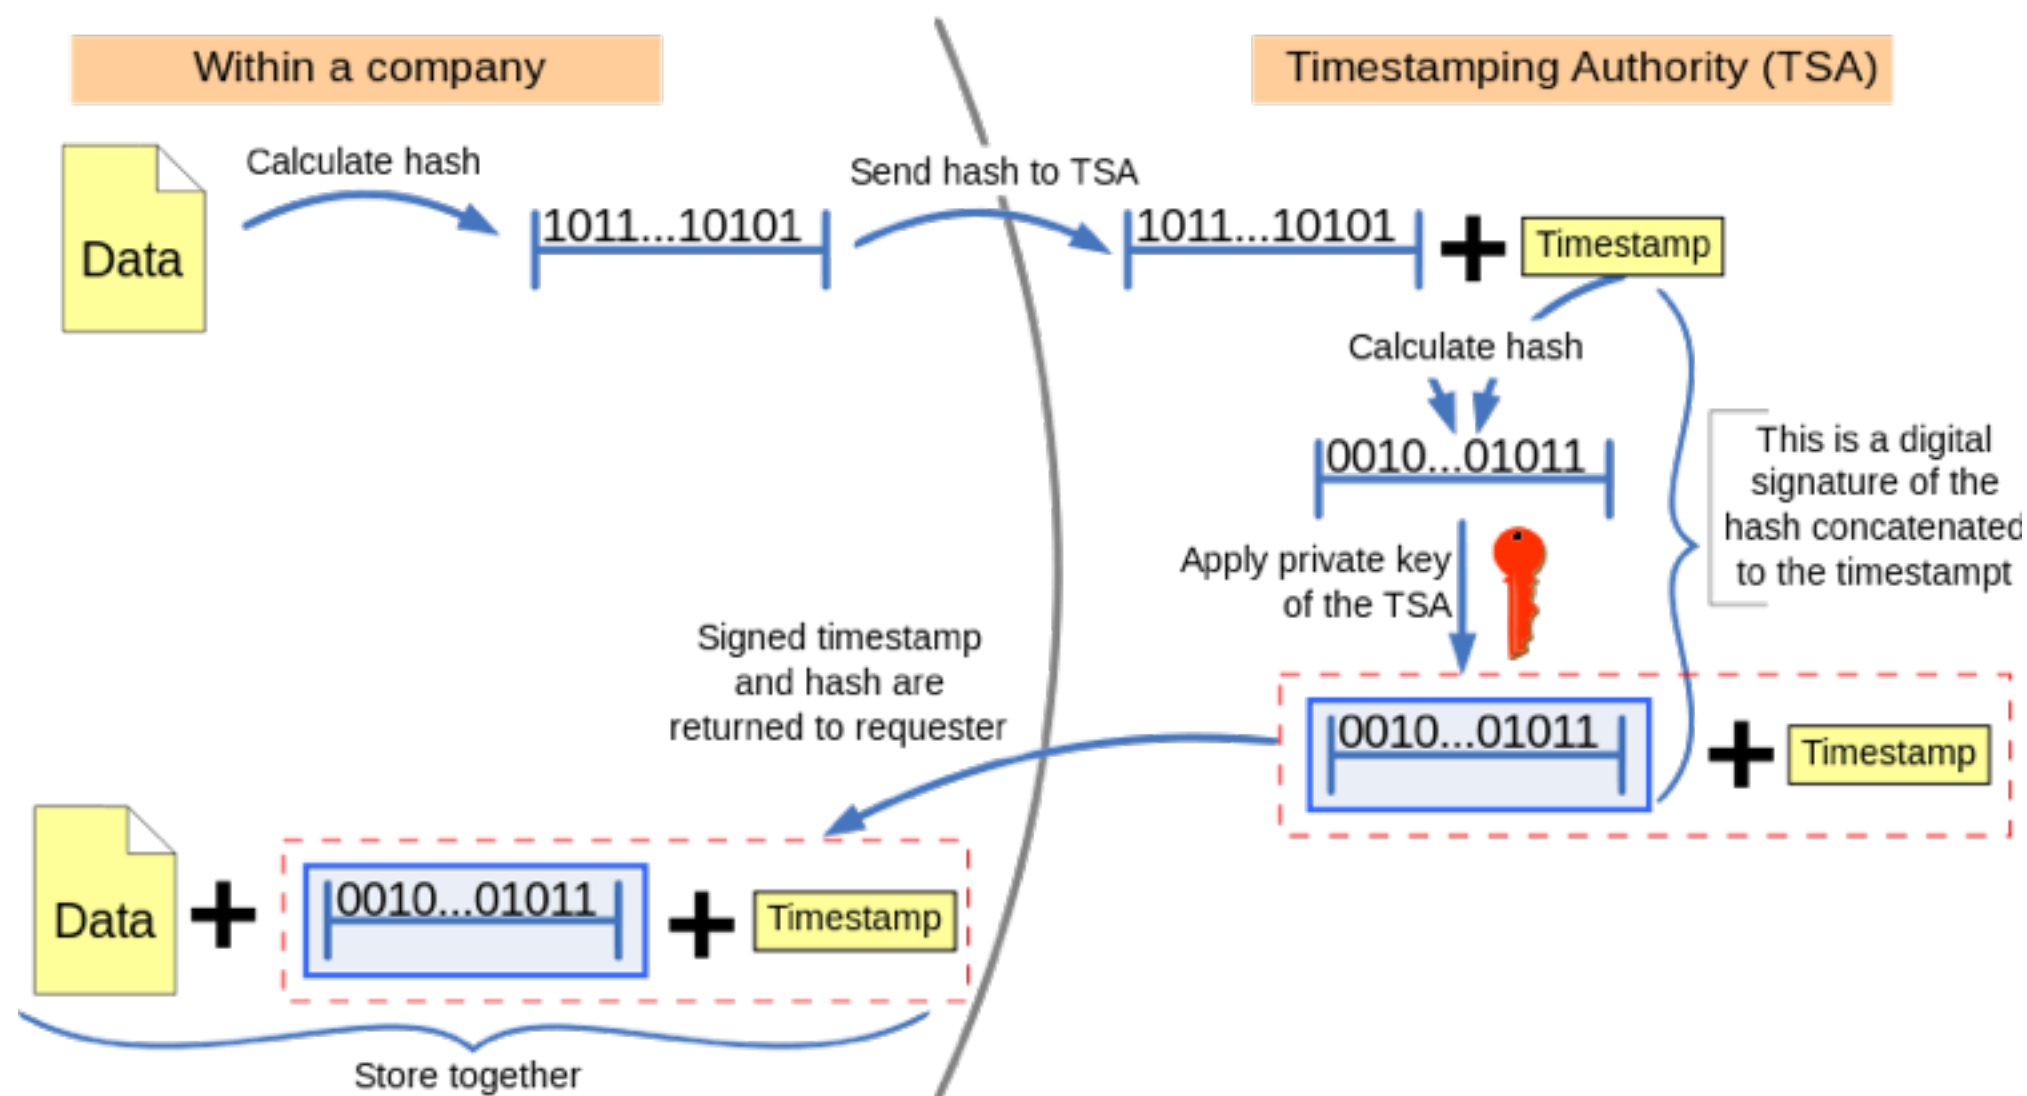 Within a company
Timestamping Authority (TSA)
Calculate hash
Send hash to TSA
Data
1011...10101
1011...10101
Timestamp
Calculate hash
0010...01011
This is a digital
signature of the
hash concatenated
to the timestampt
Apply private key
of the TSA
Signed timestamp
and hash are
returned to requester
0010...01011
Timestamp
Data
0010...01011
Timestamp
Store together